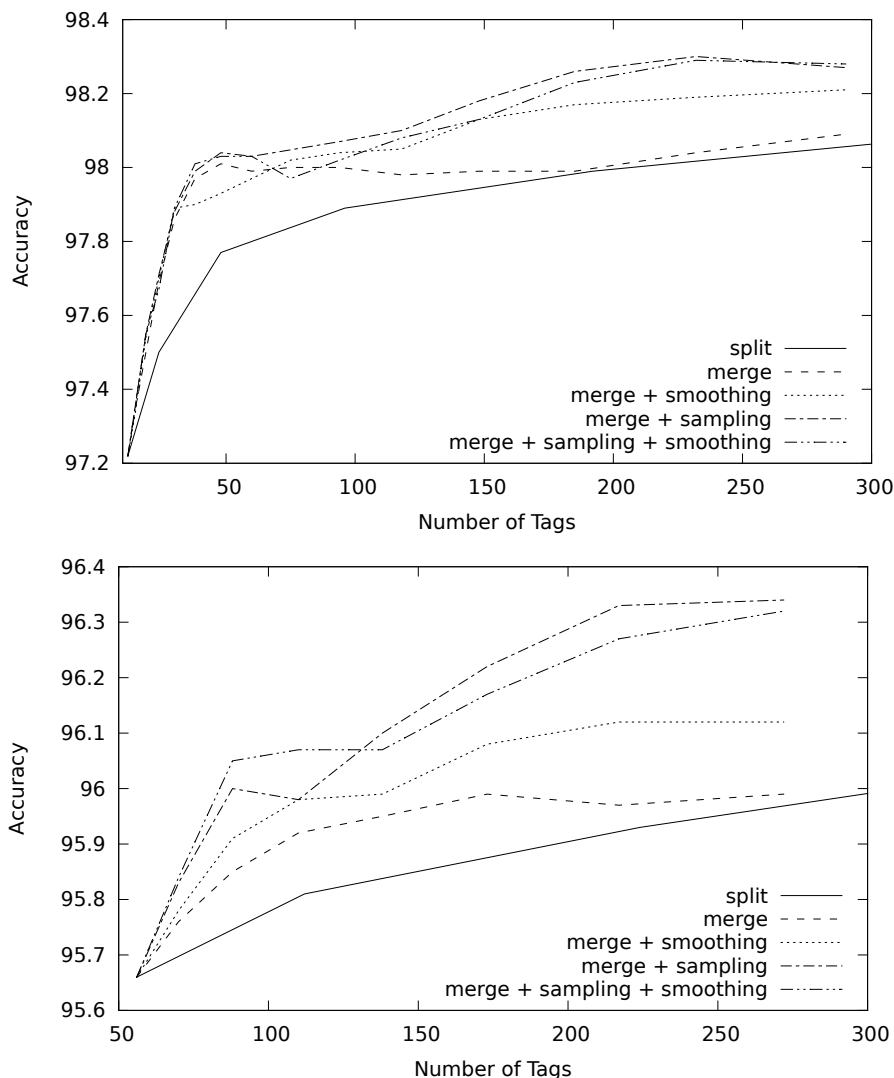 98.4
98.2
98
97.8
97.6
97.4
97.2
Accuracy
split
merge
merge + smoothing
merge + sampling
merge + sampling + smoothing
50 100 150 200 250 300
Number of Tags
96.4
96.3
96.2
96.1
96
95.9
95.8
95.7
95.6
Accuracy
split
merge
merge + smoothing
merge + sampling
merge + sampling + smoothing
50 100 150 200 250 300
Number of Tags